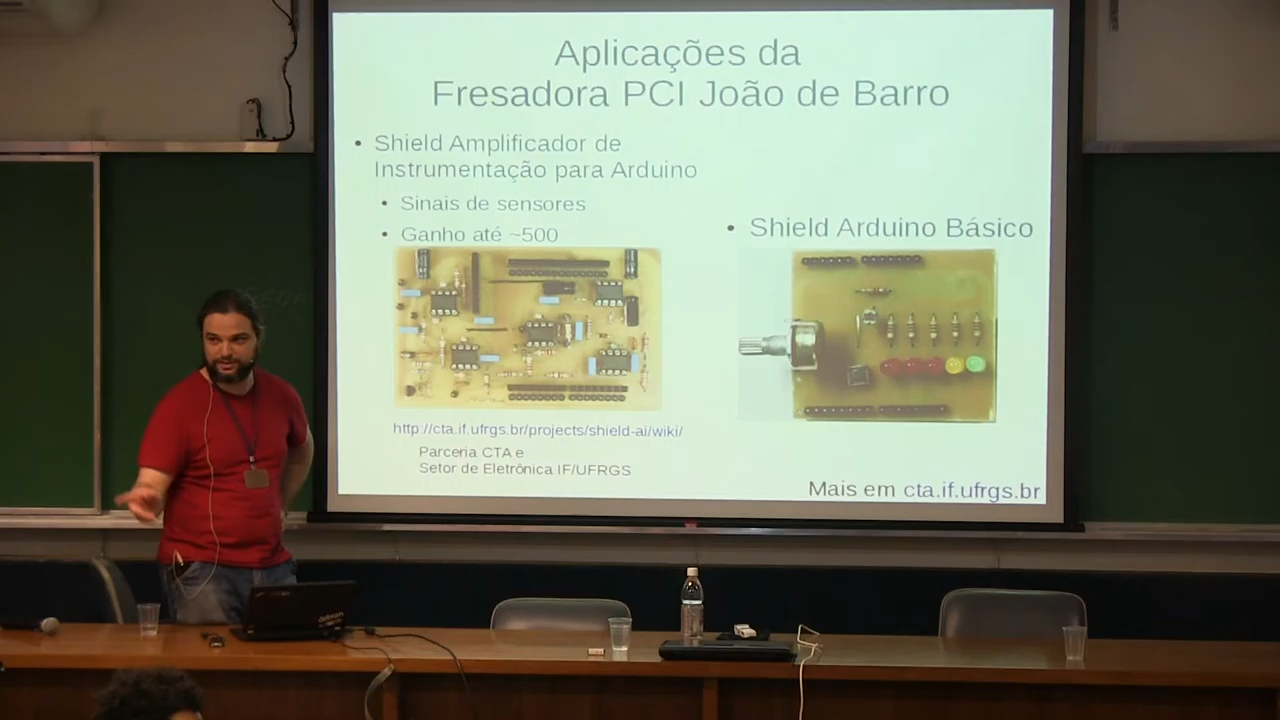 Aplicações da
Fresadora PCI João de Barro
• Shield Amplificador de
Instrumentação para Arduino
• Sinais de sensores
• Ganho até ~500
• Shield Arduino Básico
http://cta.if.ufrgs.br/projects/shield-ai/wiki/
Parceria CTA e
Setor de Eletrônica IF/UFRGS
Mais em cta.if.ufrgs.br
debian